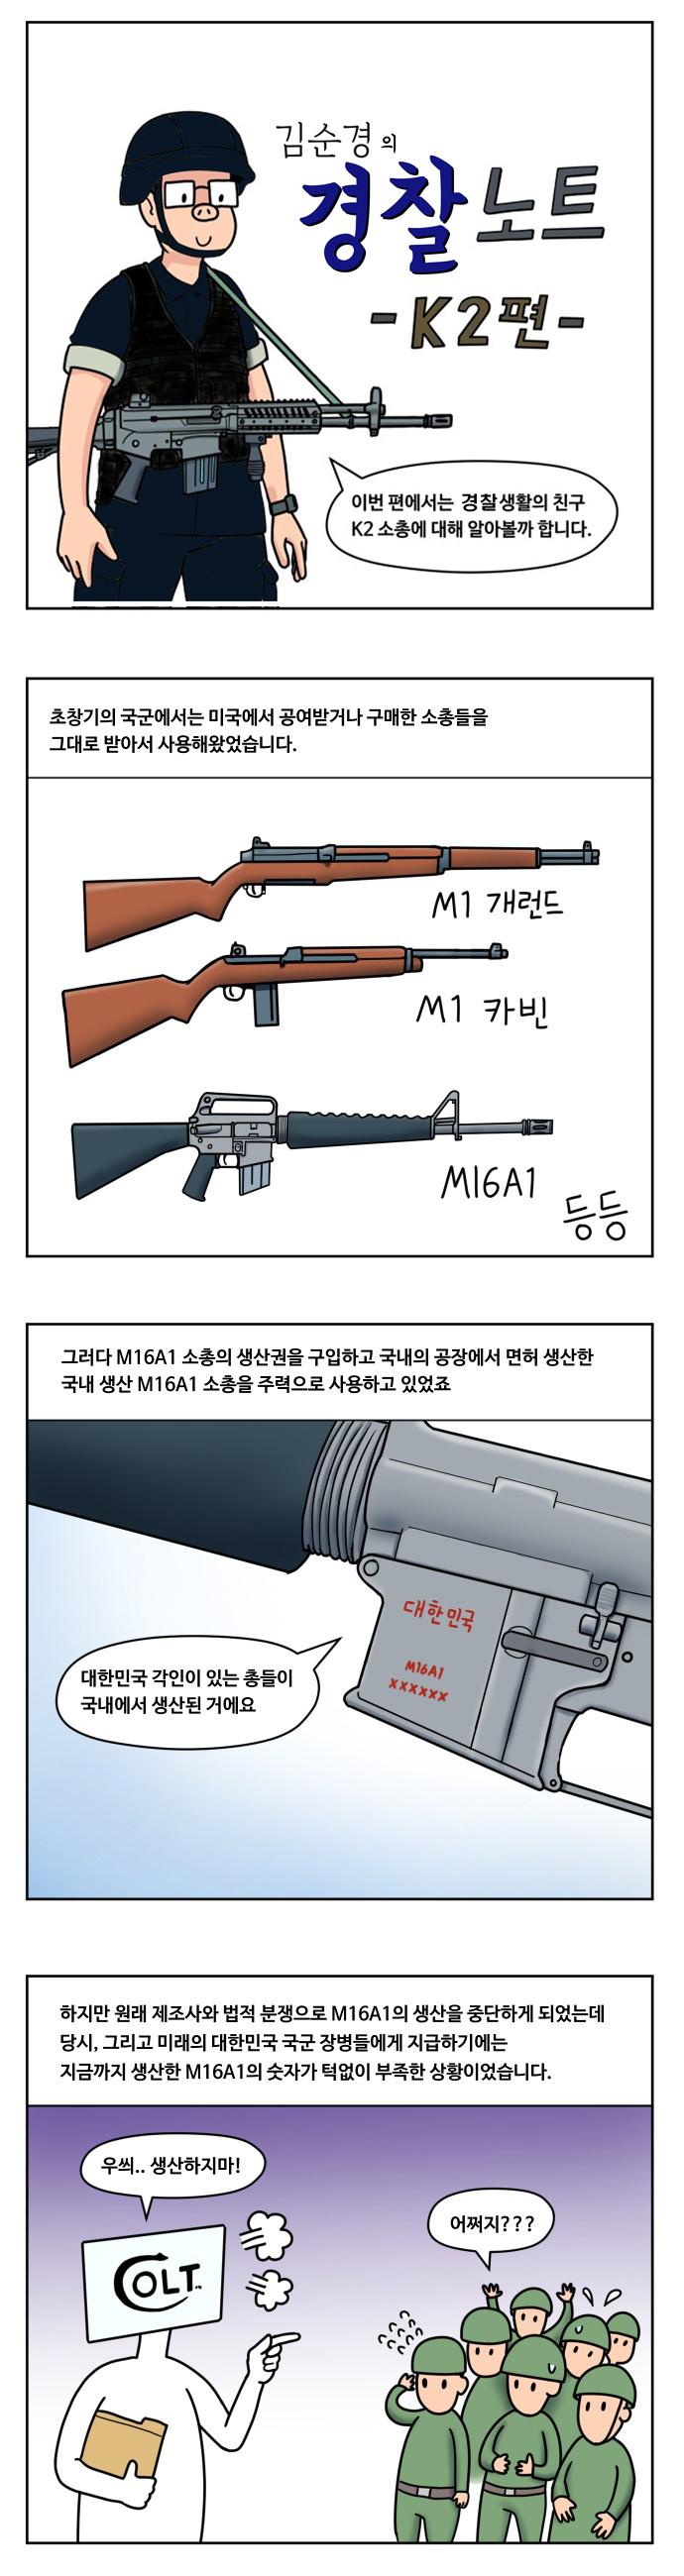 김순경의
경찰노트
-K2편-
이번 편에서는 경찰생활의 친구
K2 소총에 대해 알아볼까 합니다.
초창기의 국군에서는 미국에서 공여받거나 구매한 소총들을
그대로 받아서 사용해왔었습니다.
M1 개런드
M1 카빈
M16A1
등등
그러다 M16A1 소총의 생산권을 구입하고 국내의 공장에서 면허 생산한
국내 생산 M16A1 소총을 주력으로 사용하고 있었죠
대한민국
M16A1
XXXXXX
대한민국 각인이 있는 총들이
국내에서 생산된 거에요
하지만 원래 제조사와 법적 분쟁으로 M16A1의 생산을 중단하게 되었는데
당시, 그리고 미래의 대한민국 국군 장병들에게 지급하기에는
지금까지 생산한 M16A1의 숫자가 턱없이 부족한 상황이었습니다.
우씌.. 생산하지마!
어쩌지???
COLT